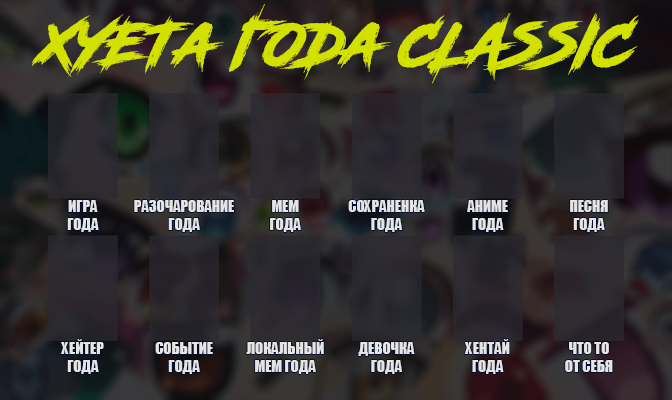 ХУЕТА ГОДА CLASSIC
ИГРА ГОДА
РАЗОЧАРОВАНИЕ ГОДА
МЕМ ГОДА
СОХРАНЕНКА ГОДА
АНИМЕ ГОДА
ПЕСНЯ ГОДА
ХЕЙТЕР ГОДА
СОБЫТИЕ ГОДА
ЛОКАЛЬНЫЙ МЕМ ГОДА
ДЕВОЧКА ГОДА
ХЕНТАЙ ГОДА
ЧТО ТО ОТ СЕБЯ